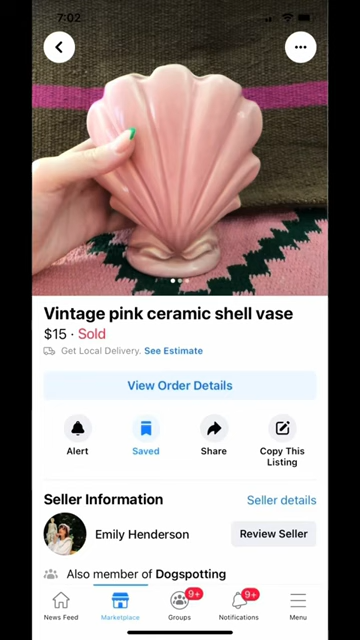 7:02
Vintage pink ceramic shell vase
$15 · Sold
Get Local Delivery. See Estimate
View Order Details
Alert
Saved
Share
Copy This
Listing
Seller Information
Seller details
Emily Henderson
Review Seller
Also member of Dogspotting
9+
9+
News Feed
Marketplace
Groups
Notifications
Menu